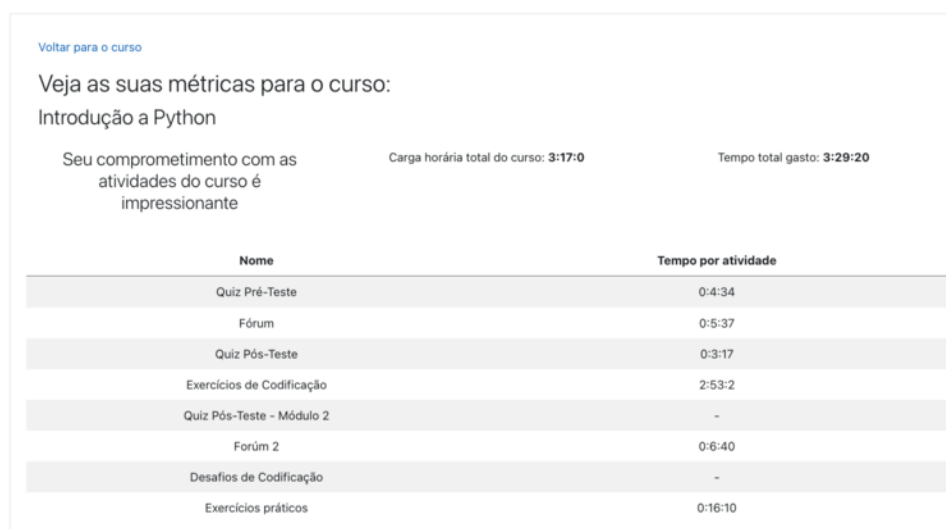 Voltar para o curso
Veja as suas métricas para o curso:
Introdução a Python
Seu comprometimento com as
atividades do curso é
impressionante
Carga horária total do curso: 3:17:0
Tempo total gasto: 3:29:20
Nome Tempo por atividade
Quiz Pré-Teste 0:4:34
Fórum 0:5:37
Quiz Pós-Teste 0:3:17
Exercícios de Codificação 2:53:2
Quiz Pós-Teste - Módulo 2 -
Forúm 2 0:6:40
Desafios de Codificação -
Exercícios práticos 0:16:10